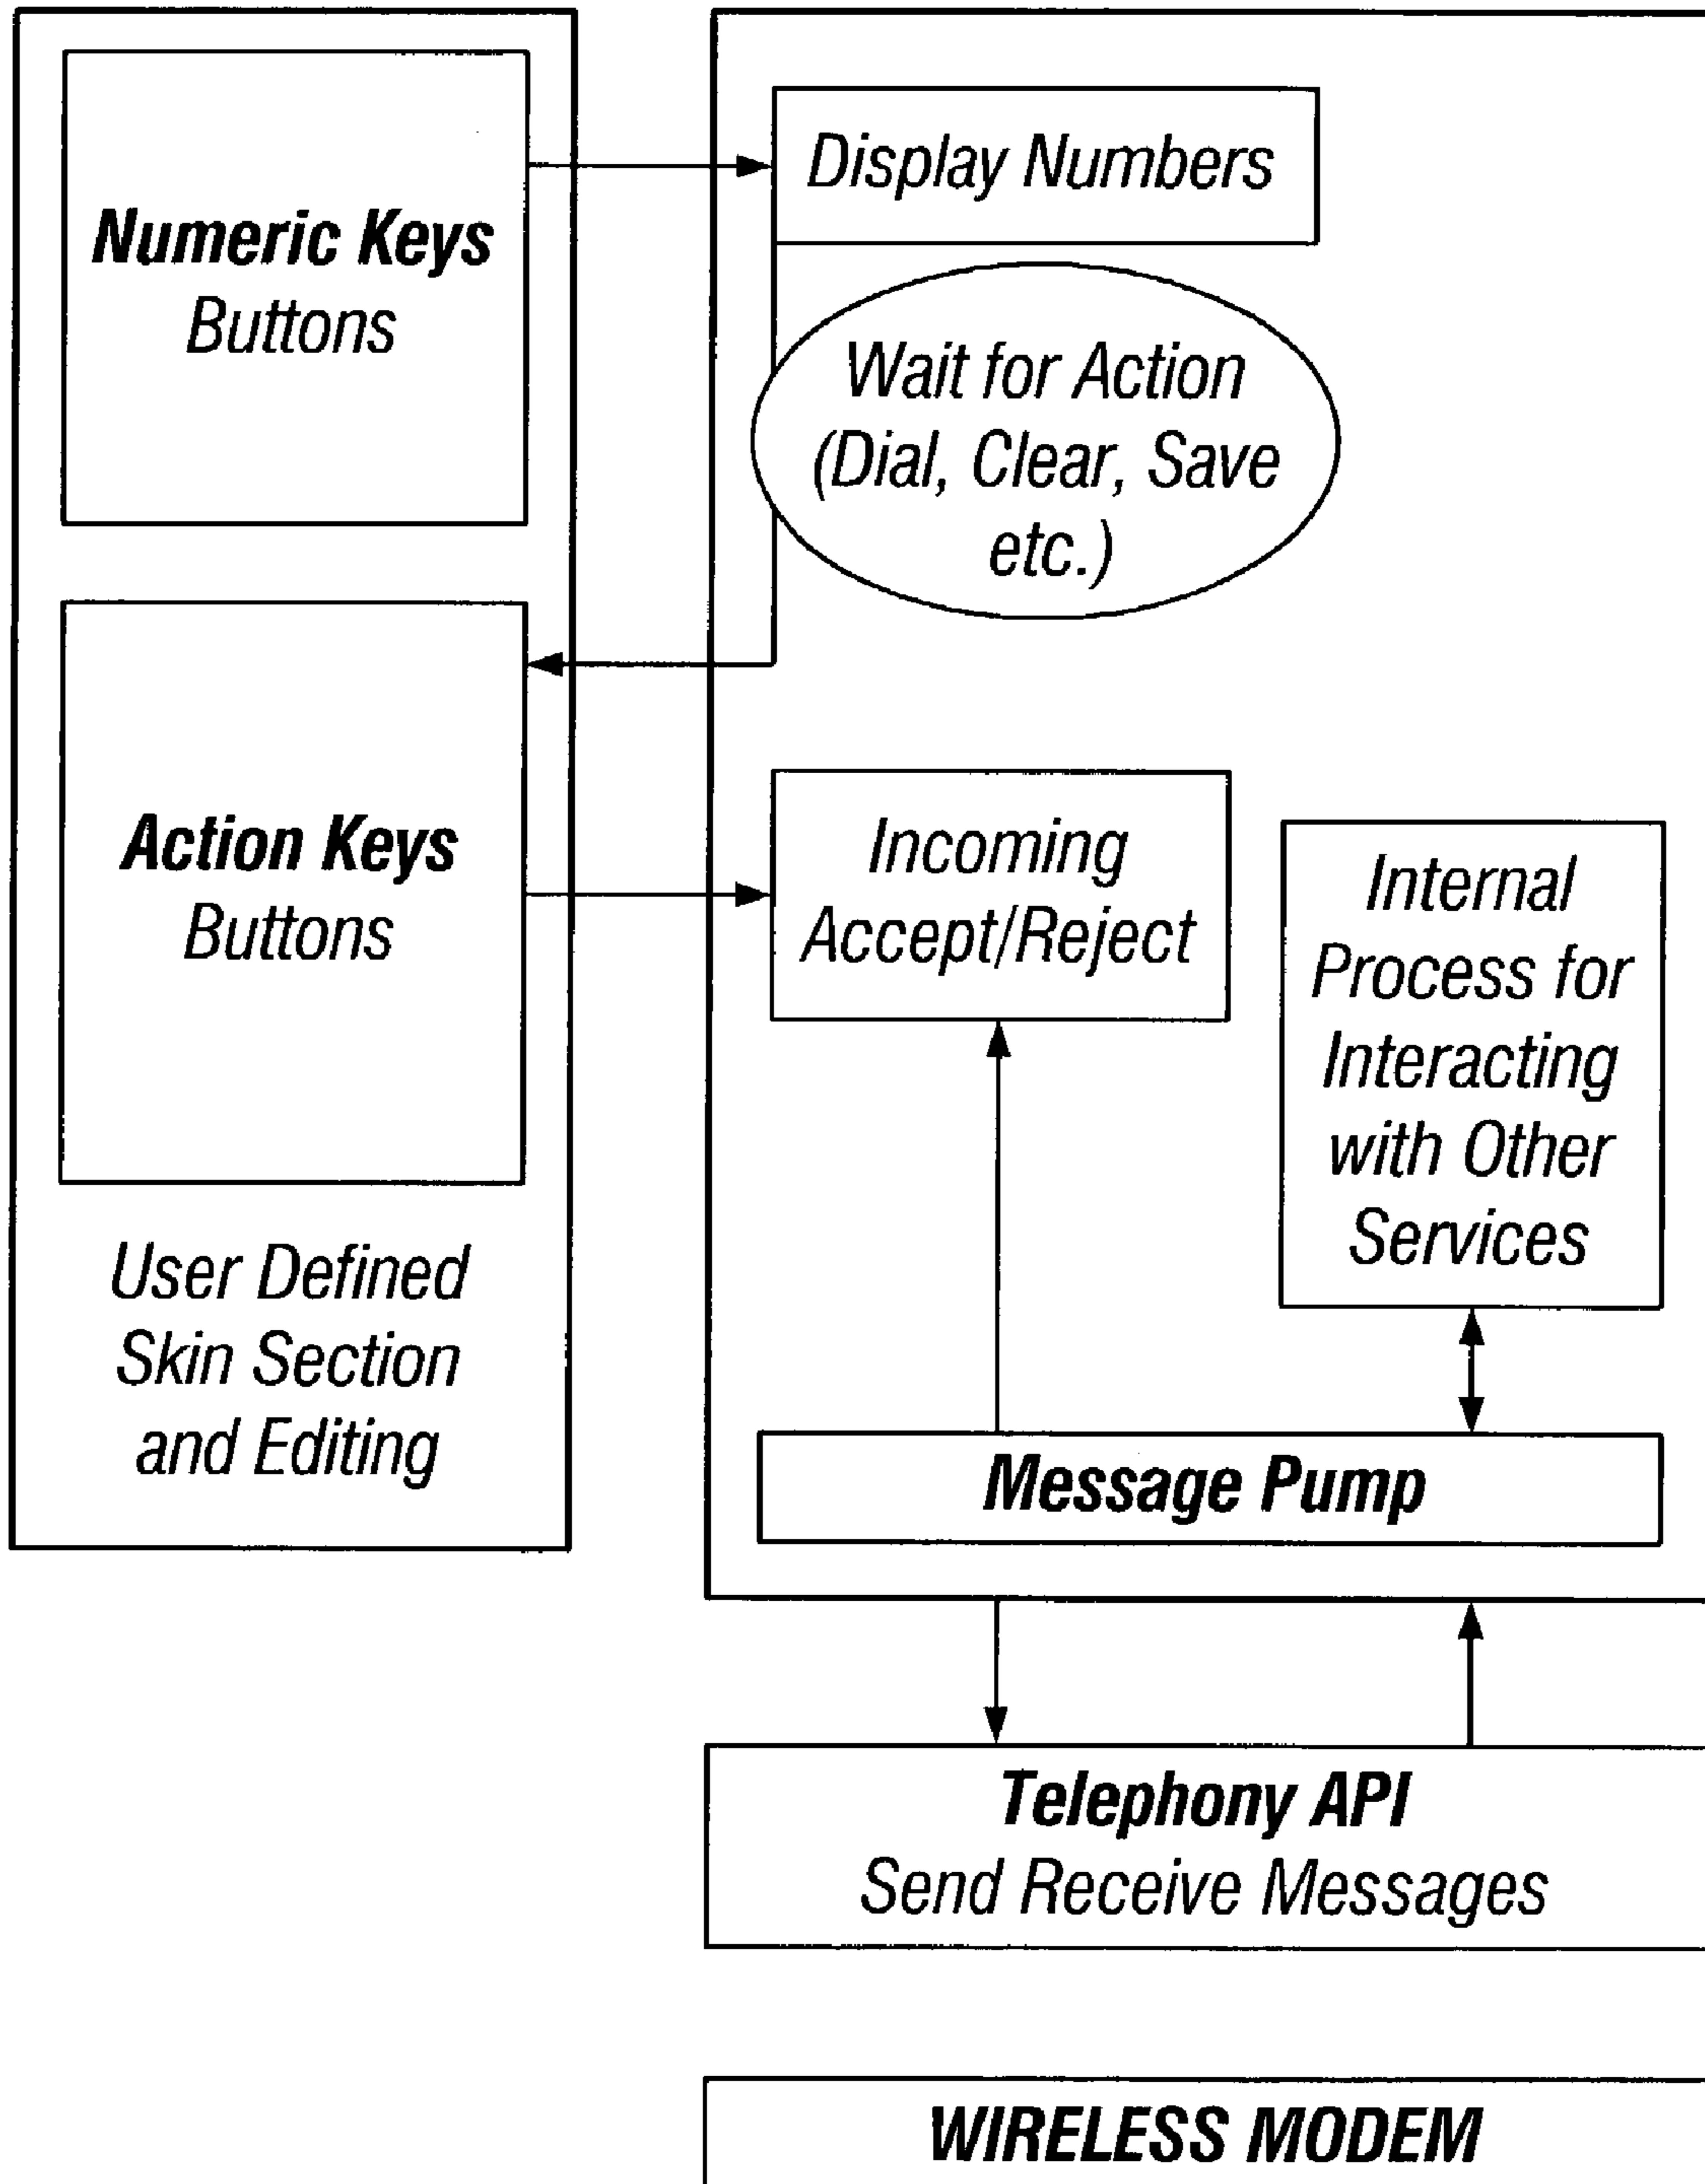 Numeric Keys
Buttons
Display Numbers
Wait for Action
(Dial, Clear, Save
etc.)
Action Keys
Buttons
Incoming
Accept/Reject
Internal
Process for
Interacting
with Other
Services
User Defined
Skin Section
and Editing
Message Pump
Telephony API
Send Receive Messages
WIRELESS MODEM